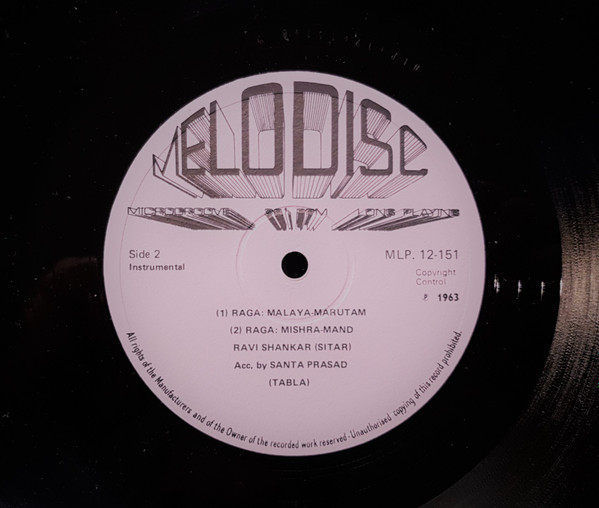 MELODISC
MICROGROOVE 33⅓ RPM LONG PLAYING
Side 2
Instrumental
MLP. 12-151
Copyright
Control
℗ 1963
(1) RAGA: MALAYA-MARUTAM
(2) RAGA: MISHRA-MAND
RAVI SHANKAR (SITAR)
Acc. by SANTA PRASAD
(TABLA)
All rights of the Manufacturers and of the Owner of the recorded work reserved - Unauthorised copying of this record prohibited.